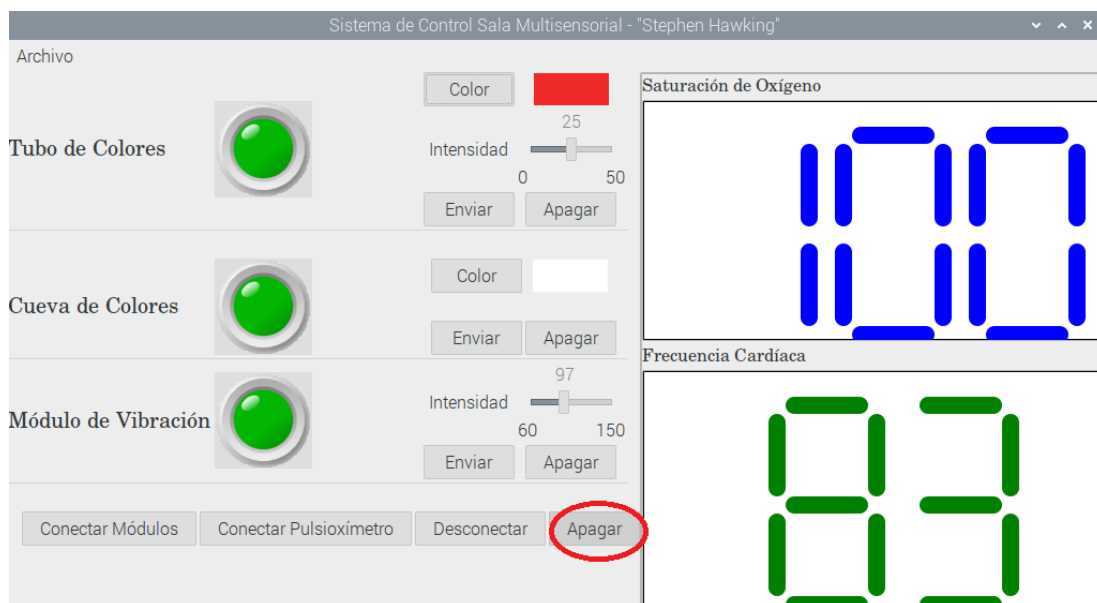 Sistema de Control Sala Multisensorial - "Stephen Hawking"
Archivo
Color
Tubo de Colores
25
Intensidad
0 50
Enviar Apagar
Color
Cueva de Colores
Enviar Apagar
97
Intensidad
Módulo de Vibración
60 150
Enviar Apagar
Conectar Módulos Conectar Pulsioxímetro Desconectar Apagar
Saturación de Oxígeno
100
Frecuencia Cardíaca
83